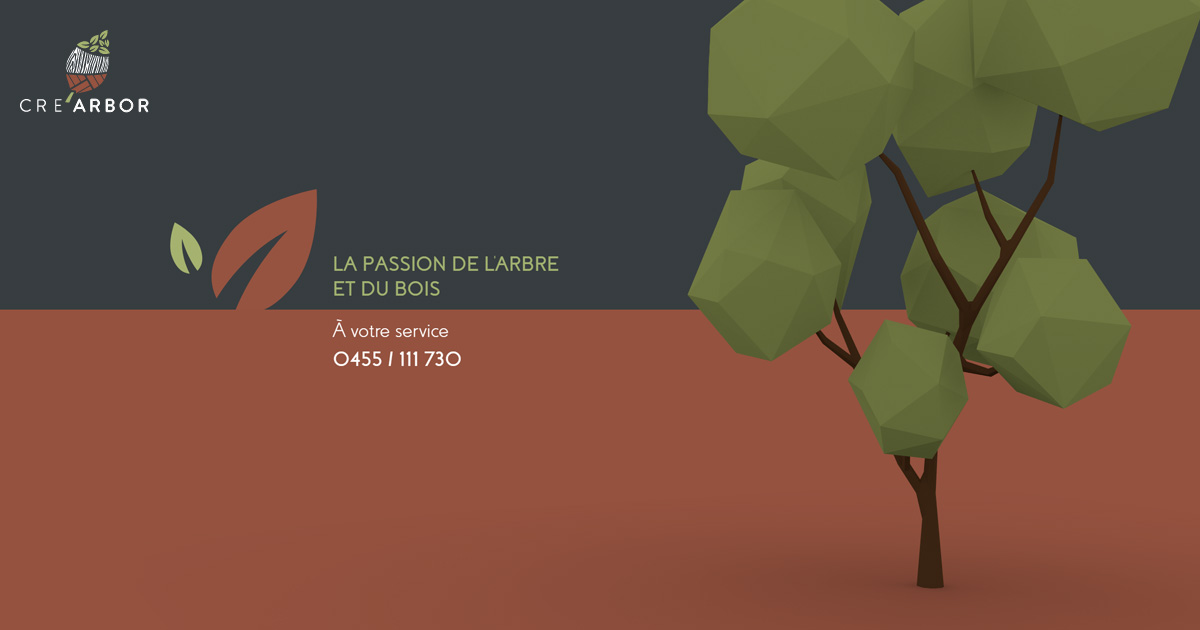 CRE'ARBOR
LA PASSION DE L'ARBRE
ET DU BOIS
À votre service
0455 / 111 730